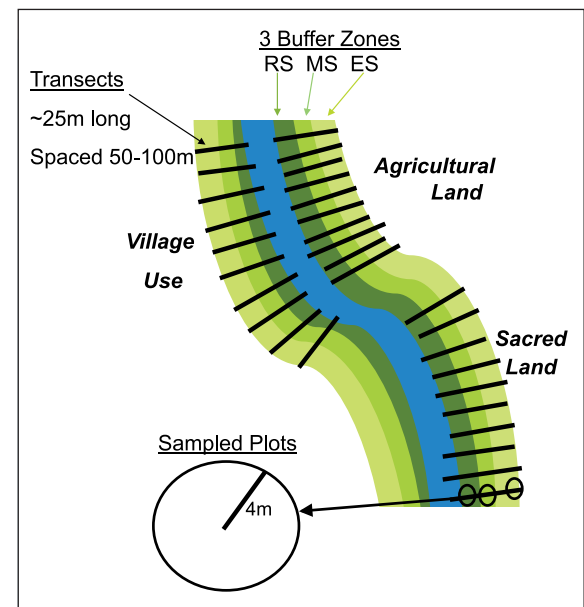 3 Buffer Zones
RS MS ES
Transects
~25m long
Spaced 50-100m
Agricultural
Land
Village
Use
Sacred
Land
Sampled Plots
4m